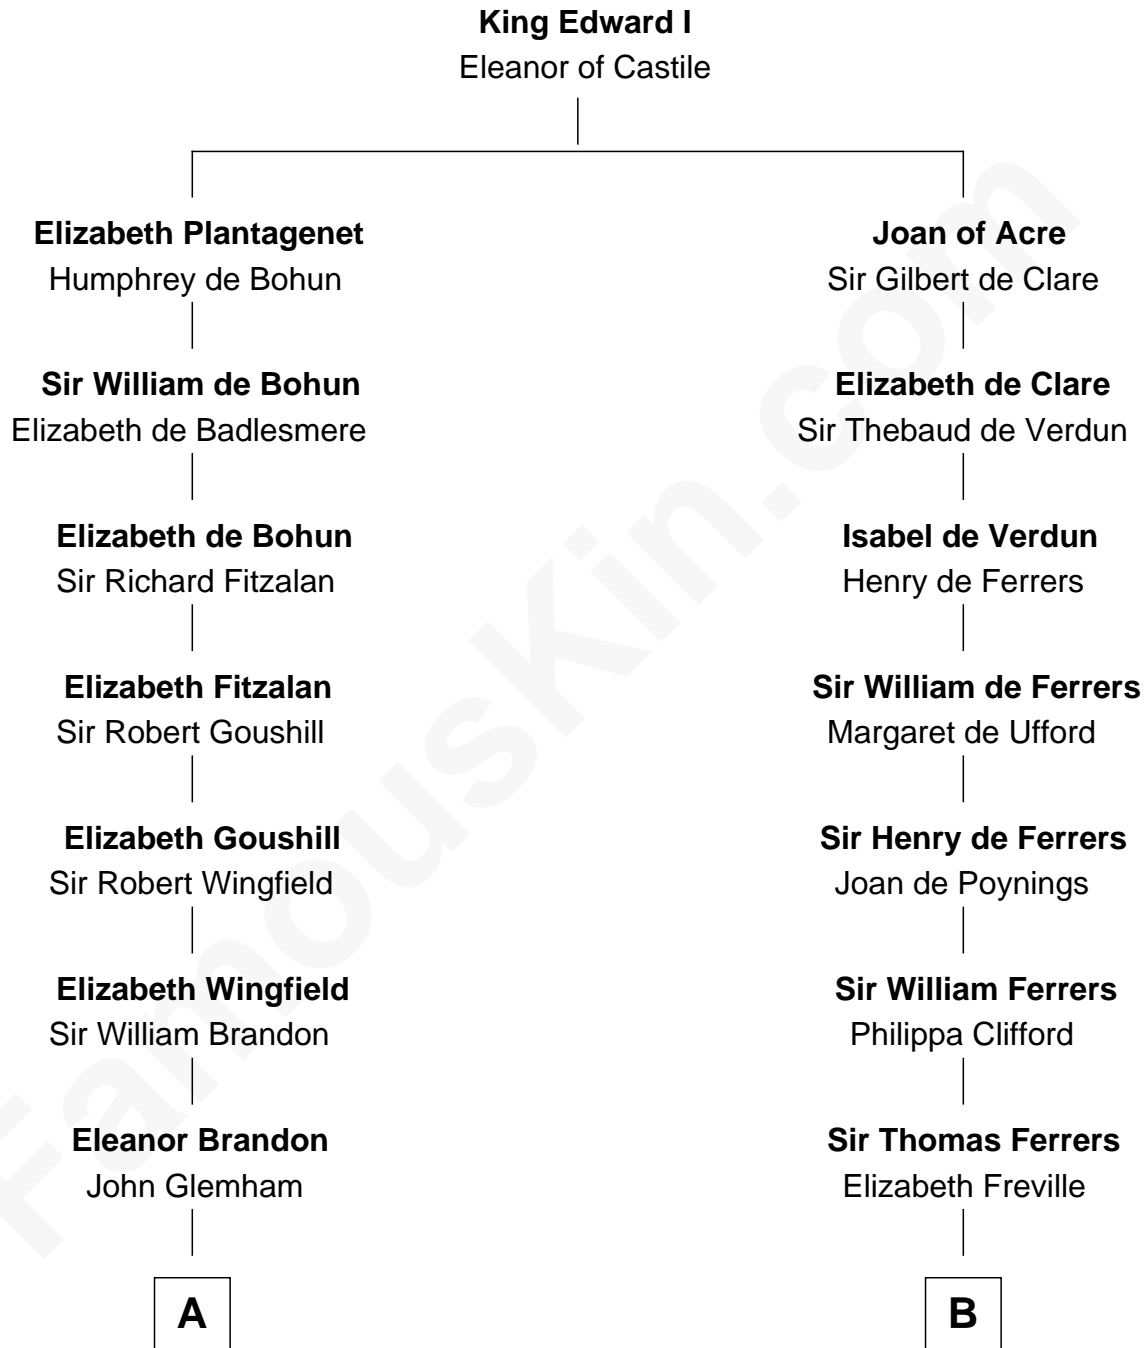 King Edward I
Eleanor of Castile
Elizabeth Plantagenet
Humphrey de Bohun
Joan of Acre
Sir Gilbert de Clare
Sir William de Bohun
Elizabeth de Badlesmere
Elizabeth de Clare
Sir Thebaud de Verdun
Elizabeth de Bohun
Sir Richard Fitzalan
Isabel de Verdun
Henry de Ferrers
Elizabeth Fitzalan
Sir Robert Goushill
Sir William de Ferrers
Margaret de Ufford
Elizabeth Goushill
Sir Robert Wingfield
Sir Henry de Ferrers
Joan de Poynings
Elizabeth Wingfield
Sir William Brandon
Sir William Ferrers
Philippa Clifford
Eleanor Brandon
John Glemham
Sir Thomas Ferrers
Elizabeth Freville
A
B
FamousKin.com